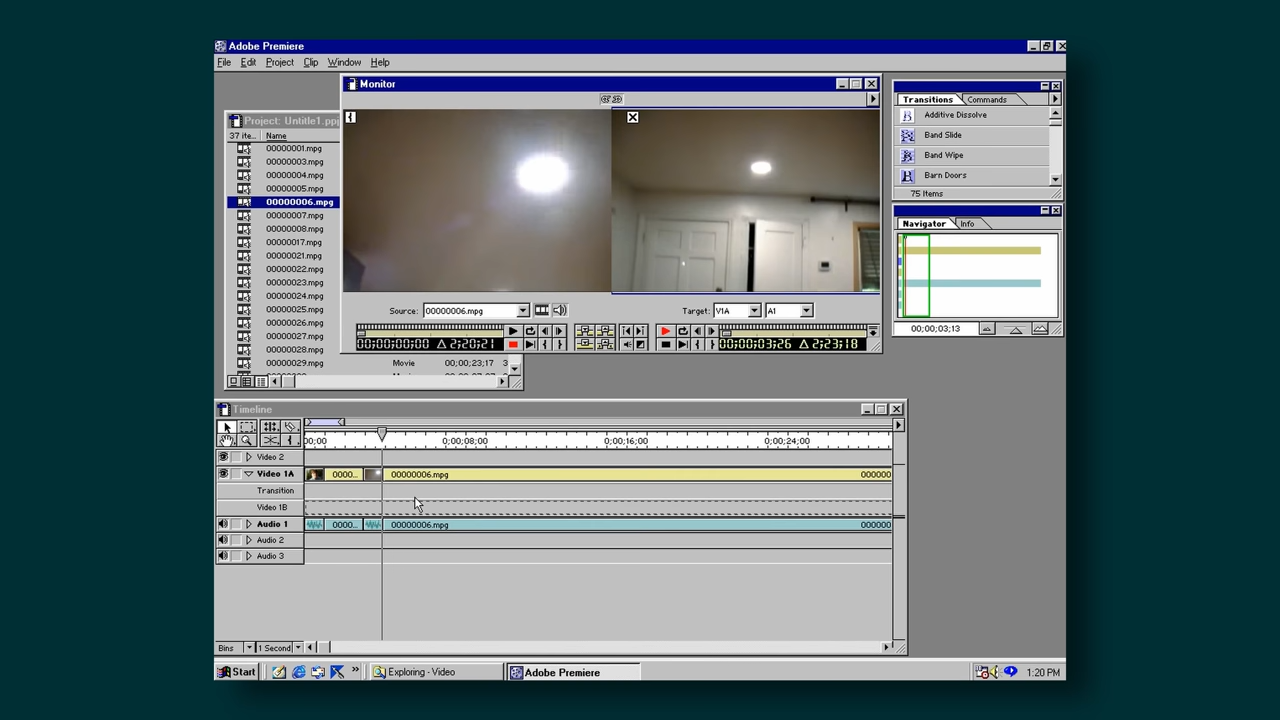 Adobe Premiere
File Edit Project Clip Window Help
Monitor
Project: Untitle1.ppj
37 ite... Name
00000001.mpg
00000003.mpg
00000004.mpg
00000005.mpg
00000006.mpg
00000007.mpg
00000008.mpg
00000017.mpg
00000021.mpg
00000022.mpg
00000023.mpg
00000024.mpg
00000025.mpg
00000026.mpg
00000027.mpg
00000028.mpg
00000029.mpg Movie 00;00;23;17 3
Source: 00000006.mpg
Target: V1A A1
00;00;00;00 Δ 2;20;21
00;00;03;26 Δ 2;23;18
Transitions Commands
Additive Dissolve
Band Slide
Band Wipe
Barn Doors
75 Items
Navigator Info
00;00;03;13
Timeline
00;00 0;00;08;00 0;00;16;00 0;00;24;00
Video 2
Video 1A 0000... 00000006.mpg 000000
Transition
Video 1B
Audio 1 0000... 00000006.mpg 000000
Audio 2
Audio 3
Bins 1 Second
Start » Exploring - Video Adobe Premiere 1:20 PM